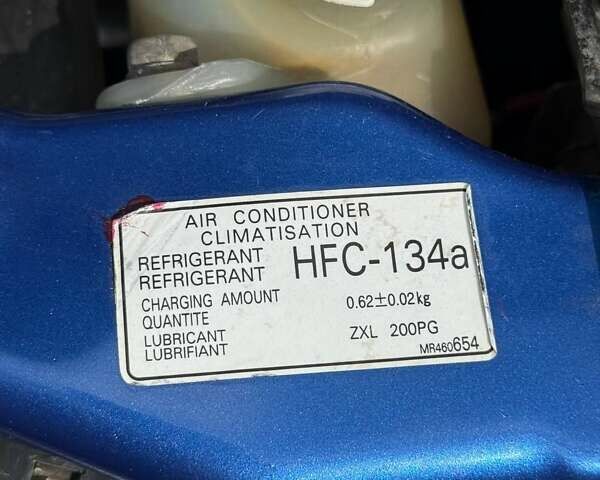 AIR CONDITIONER
CLIMATISATION
REFRIGERANT
REFRIGERANT HFC-134a
CHARGING AMOUNT 0.62±0.02kg
QUANTITE
LUBRICANT ZXL 200PG
LUBRIFIANT
MR460654